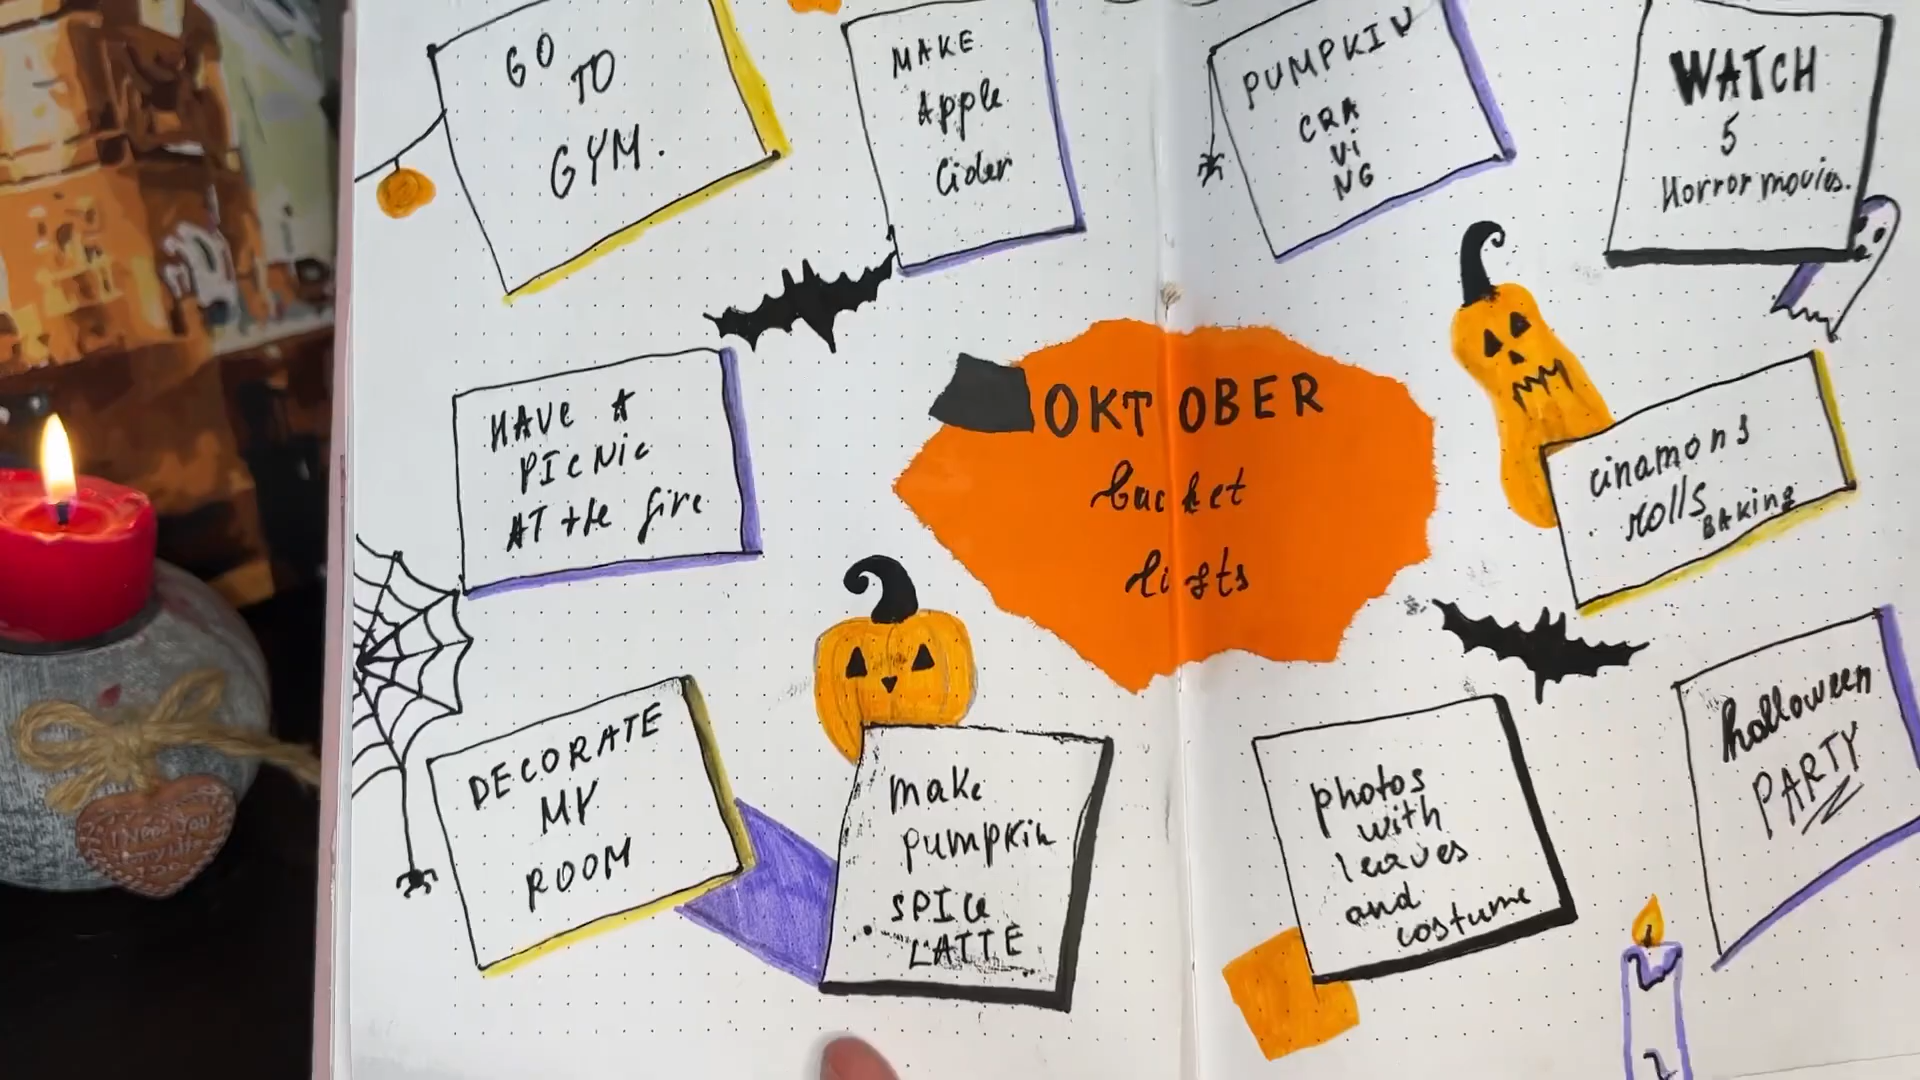 GO
TO
GYM.
MAKE
Apple
Cider
PUMPKIN
CRA
Vi
NG
WATCH
5
Horror movies.
HAVE A
PIcNic
AT tHe fire
OKTOBER
bucket
lists
cinamons
rolls
BAKing
DECORATE
MY
ROOM
make
pumpkin
SPICe
LATTE
photos
with
leaves
and
costume
halloween
PARTY
I Need You